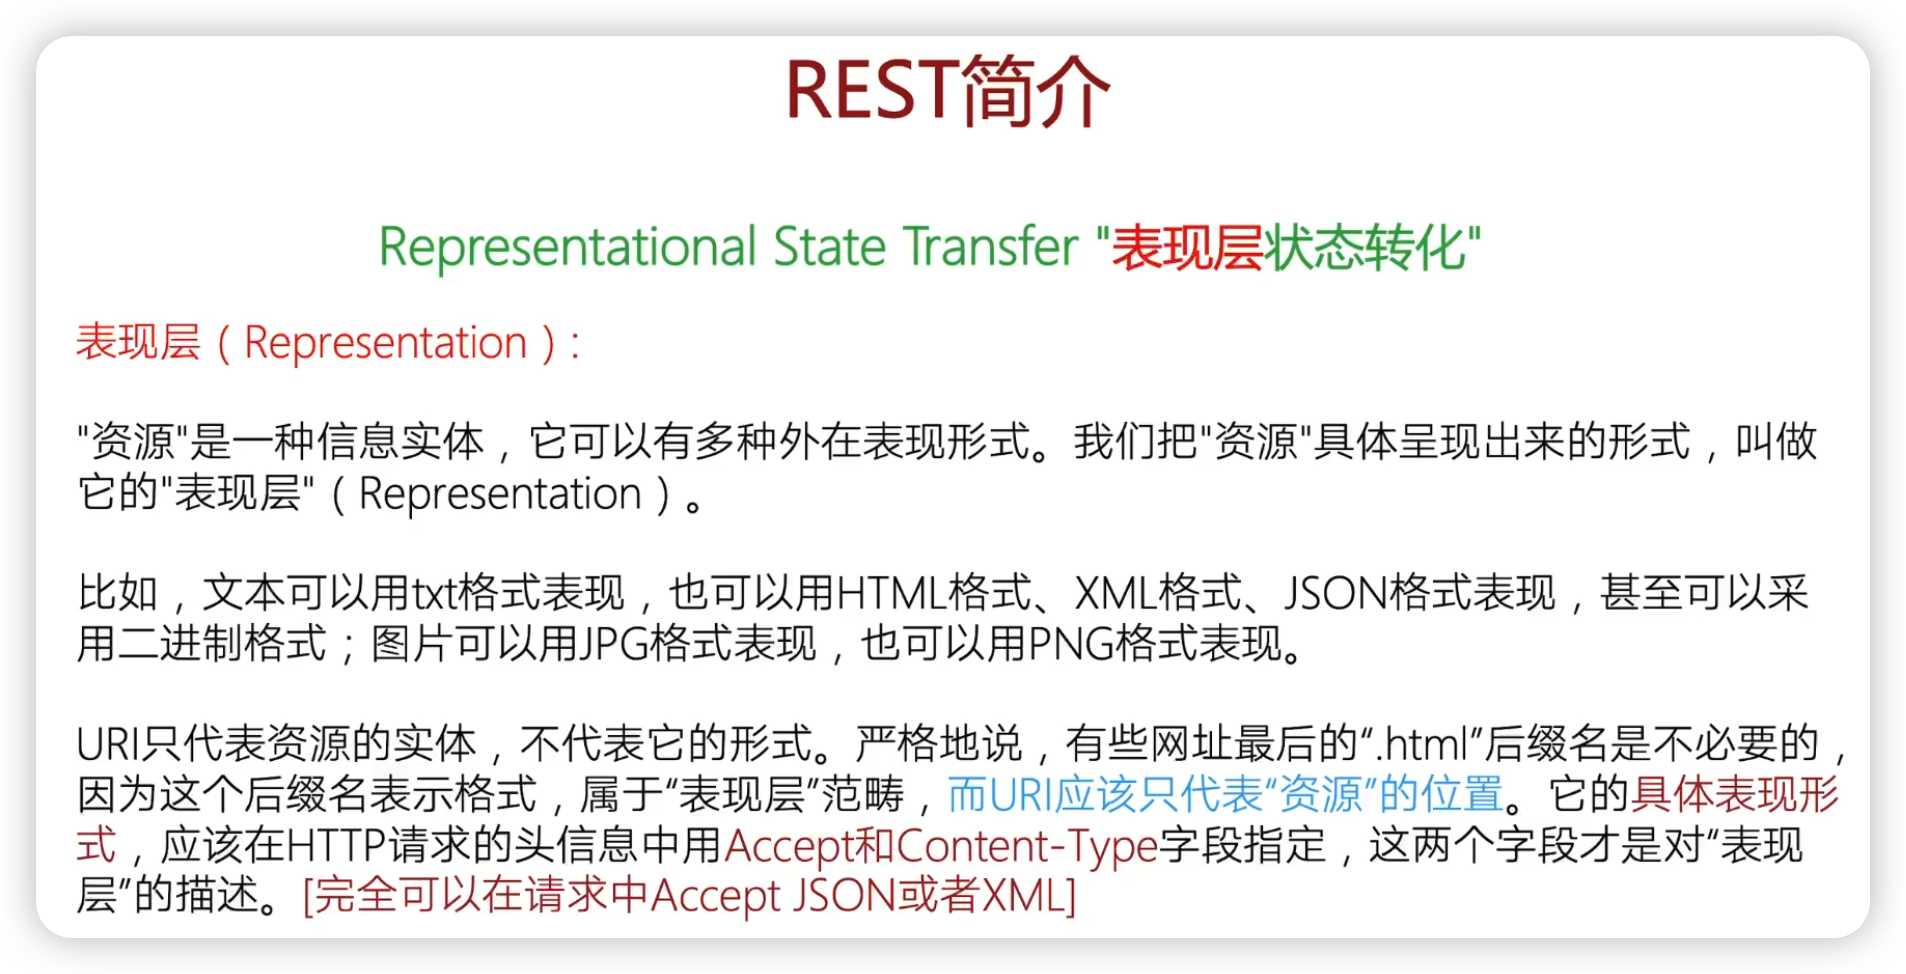 REST简介
Representational State Transfer "表现层状态转化"
表现层（Representation）:
"资源"是一种信息实体，它可以有多种外在表现形式。我们把"资源"具体呈现出来的形式，叫做
它的"表现层"（Representation）。
比如，文本可以用txt格式表现，也可以用HTML格式、XML格式、JSON格式表现，甚至可以采
用二进制格式；图片可以用JPG格式表现，也可以用PNG格式表现。
URI只代表资源的实体，不代表它的形式。严格地说，有些网址最后的“.html”后缀名是不必要的，
因为这个后缀名表示格式，属于“表现层”范畴，而URI应该只代表“资源”的位置。它的具体表现形
式，应该在HTTP请求的头信息中用Accept和Content-Type字段指定，这两个字段才是对“表现
层”的描述。[完全可以在请求中Accept JSON或者XML]